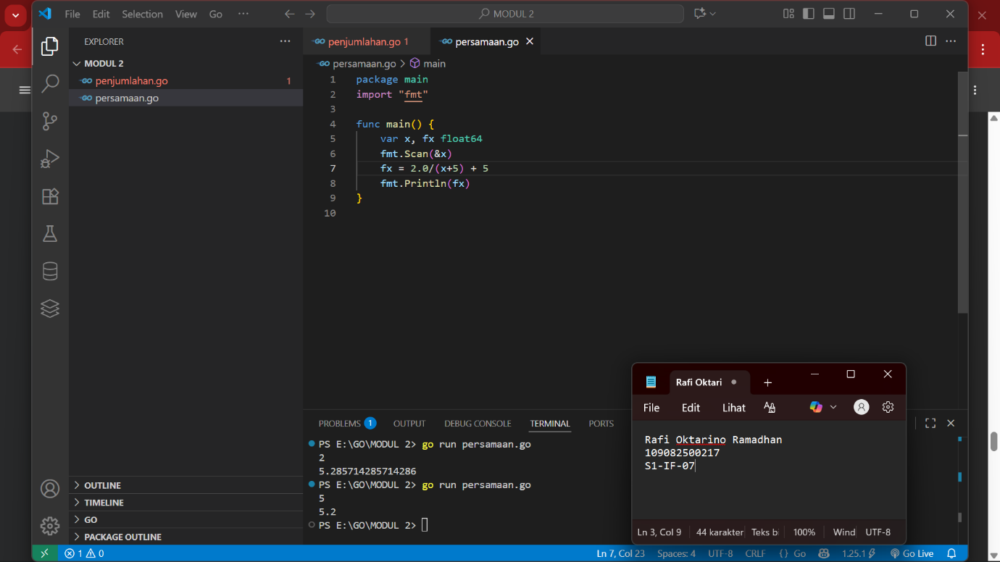 File Edit Selection View Go ··· MODUL 2
EXPLORER ···
MODUL 2
penjumlahan.go 1
persamaan.go
OUTLINE
TIMELINE
GO
PACKAGE OUTLINE
penjumlahan.go 1 persamaan.go
persamaan.go > main
1 package main
2 import "fmt"
3
4 func main() {
5 var x, fx float64
6 fmt.Scan(&x)
7 fx = 2.0/(x+5) + 5
8 fmt.Println(fx)
9 }
10
PROBLEMS 1 OUTPUT DEBUG CONSOLE TERMINAL PORTS
PS E:\GO\MODUL 2> go run persamaan.go
2
5.285714285714286
PS E:\GO\MODUL 2> go run persamaan.go
5
5.2
PS E:\GO\MODUL 2>
Rafi Oktari
File Edit Lihat
Rafi Oktarino Ramadhan
109082500217
S1-IF-07
Ln 3, Col 9 44 karakter Teks bi 100% Wind UTF-8
1 0 Ln 7, Col 23 Spaces: 4 UTF-8 CRLF {} Go 1.25.1 Go Live